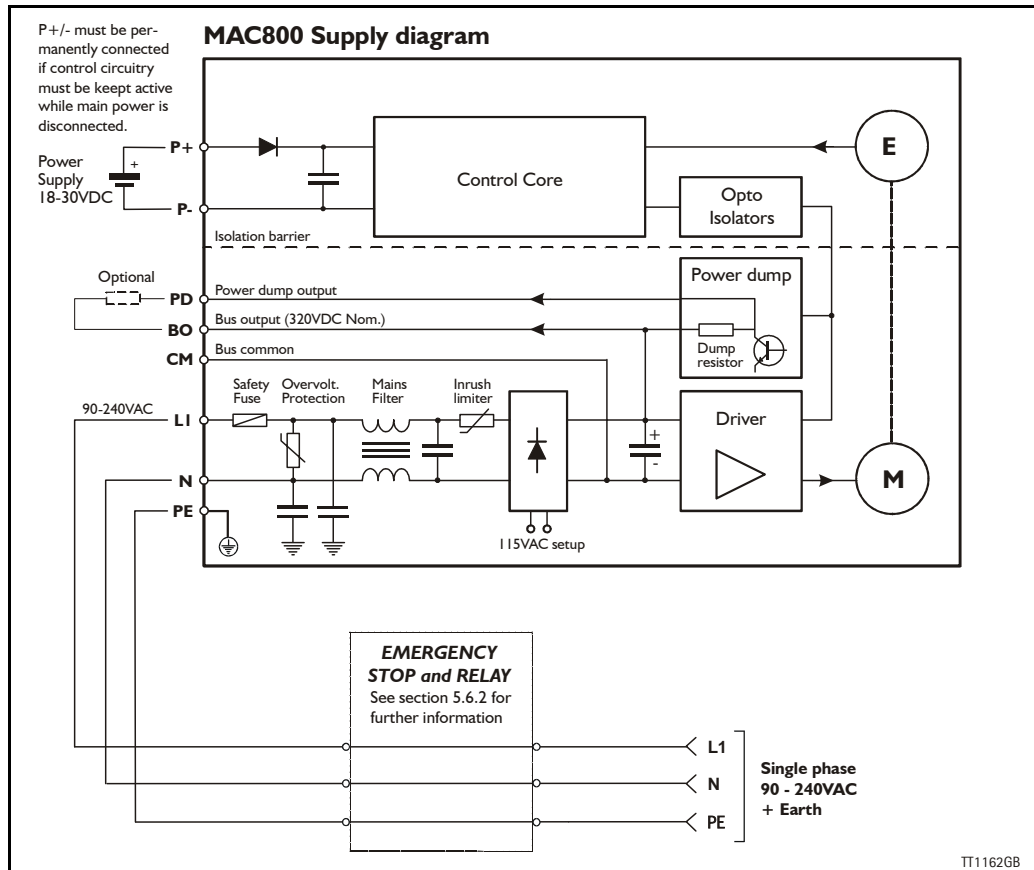 P+/- must be per-
manently connected
if control circuitry
must be keept active
while main power is
disconnected.
MAC800 Supply diagram
P+
Power
Supply
18-30VDC
+
P-
Control Core
E
Opto
Isolators
Isolation barrier
Optional
PD
Power dump output
BO
Bus output (320VDC Nom.)
CM
Bus common
Power dump
Dump
resistor
90-240VAC
L1
Safety
Fuse
Overvolt.
Protection
Mains
Filter
Inrush
limiter
+
-
Driver
N
M
PE
115VAC setup
EMERGENCY
STOP and RELAY
See section 5.6.2 for
further information
L1
N
PE
Single phase
90 - 240VAC
+ Earth
TT1162GB